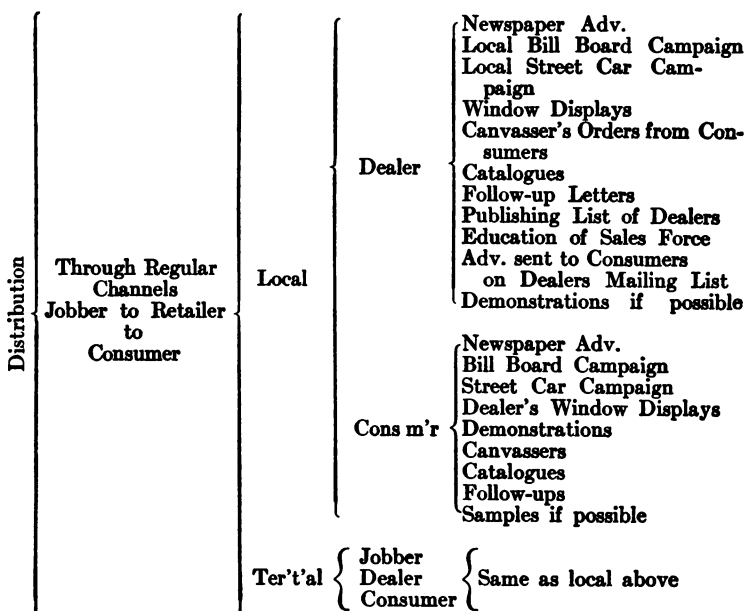 Distribution
Through Regular
Channels
Jobber to Retailer
to
Consumer
Local
Dealer
Newspaper Adv.
Local Bill Board Campaign
Local Street Car Cam-
paign
Window Displays
Canvasser's Orders from Con-
sumers
Catalogues
Follow-up Letters
Publishing List of Dealers
Education of Sales Force
Adv. sent to Consumers
on Dealers Mailing List
Demonstrations if possible
Cons m'r
Newspaper Adv.
Bill Board Campaign
Street Car Campaign
Dealer's Window Displays
Demonstrations
Canvassers
Catalogues
Follow-ups
Samples if possible
Ter't'al
Jobber
Dealer
Consumer
Same as local above